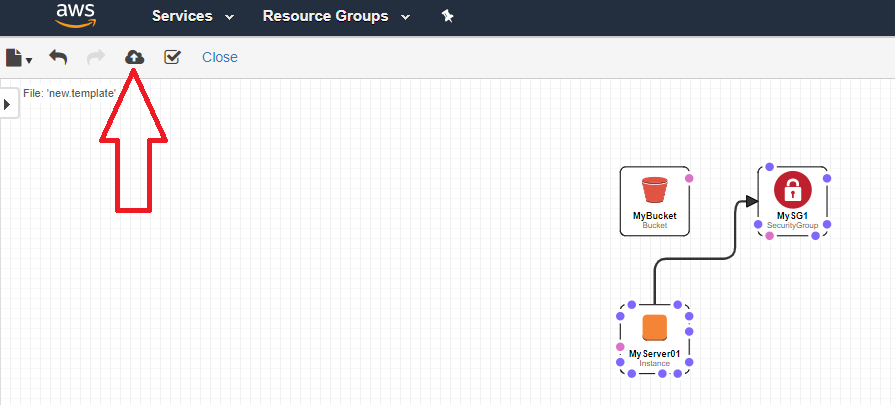 aws
Services
Resource Groups
Close
File: 'new.template'
MyBucket
Bucket
MySG1
SecurityGroup
MyServer01
Instance